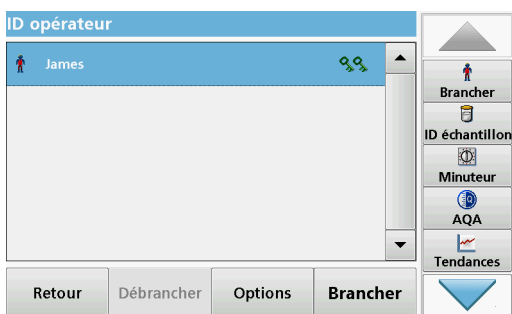 ID opérateur
James
Retour
Débrancher
Options
Brancher
Brancher
ID échantillon
Minuteur
AQA
Tendances